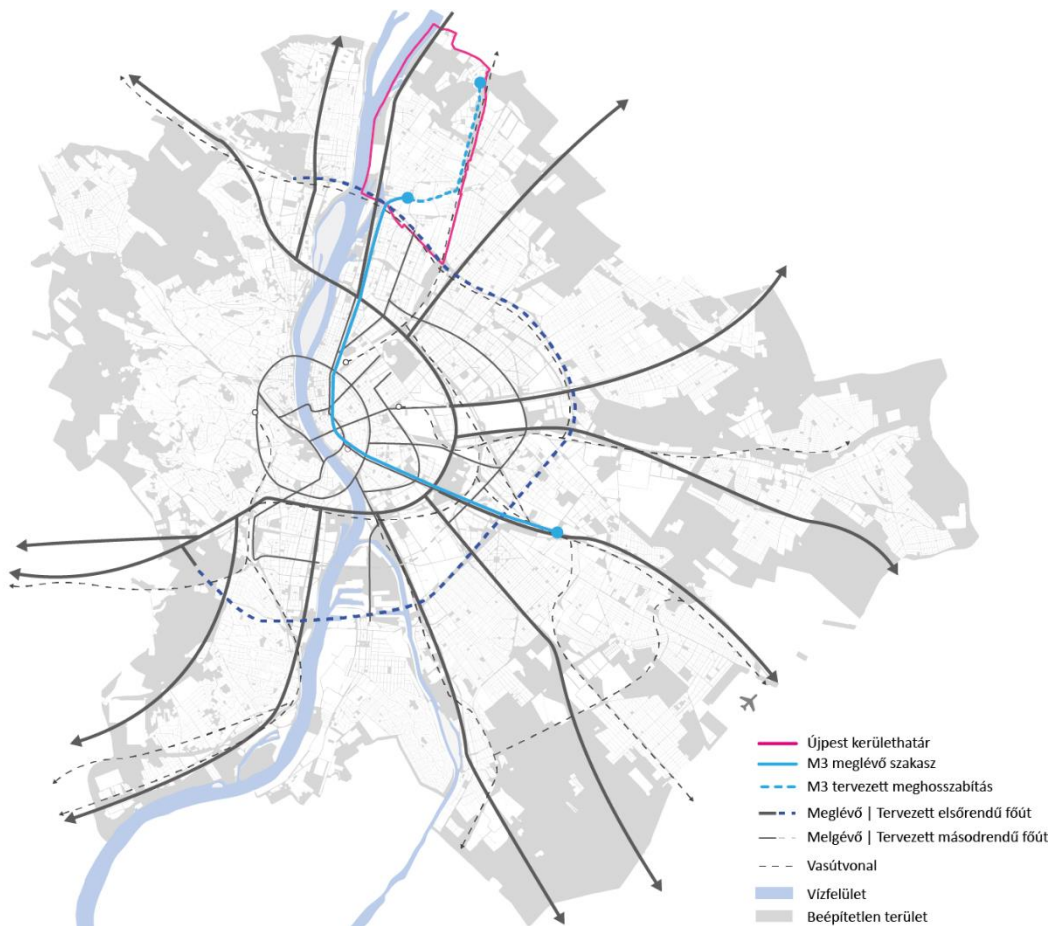 Újpest kerülethatár
M3 meglévő szakasz
M3 tervezett meghosszabítás
Meglévő | Tervezett elsőrendű főút
Melgévő | Tervezett másodrendű főút
Vasútvonal
Vízfelület
Beépítetlen terület